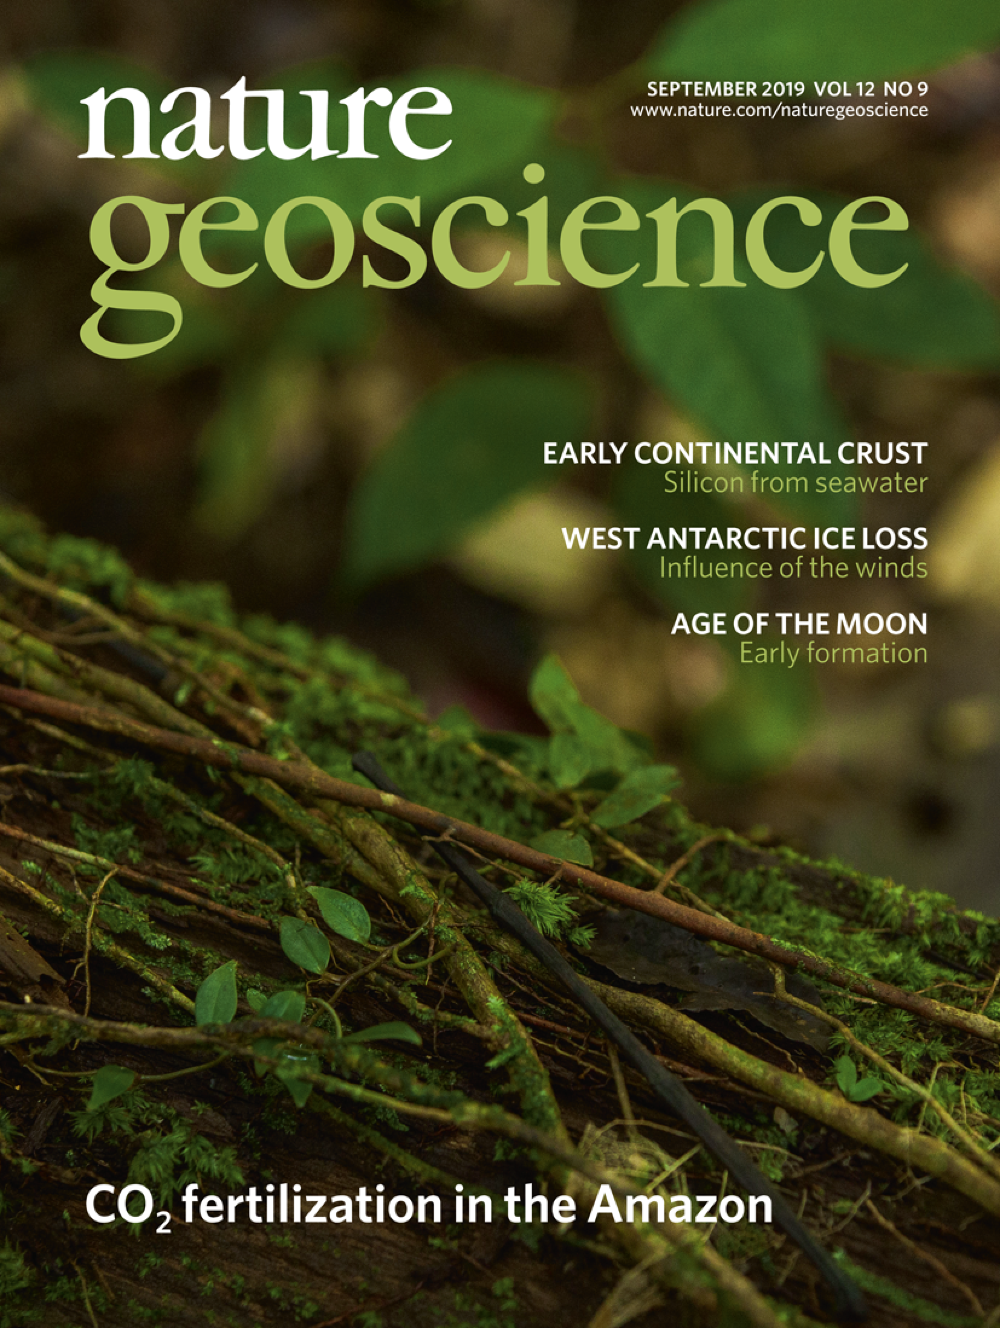 nature
geoscience
SEPTEMBER 2019 VOL 12 NO 9
www.nature.com/naturegeoscience
EARLY CONTINENTAL CRUST
Silicon from seawater
WEST ANTARCTIC ICE LOSS
Influence of the winds
AGE OF THE MOON
Early formation
CO₂ fertilization in the Amazon